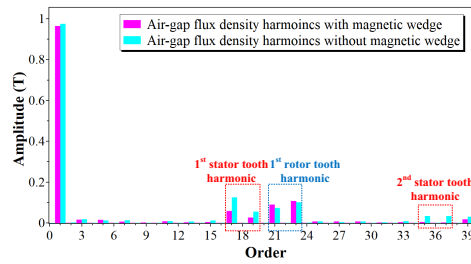 Air-gap flux density harmoincs with magnetic wedge
Air-gap flux density harmoincs without magnetic wedge
Amplitude (T)
1
0.8
0.6
0.4
0.2
0
1st stator tooth
harmonic
1st rotor tooth
harmonic
2nd stator tooth
harmonic
0 3 6 9 12 15 18 21 24 27 30 33 36 39
Order